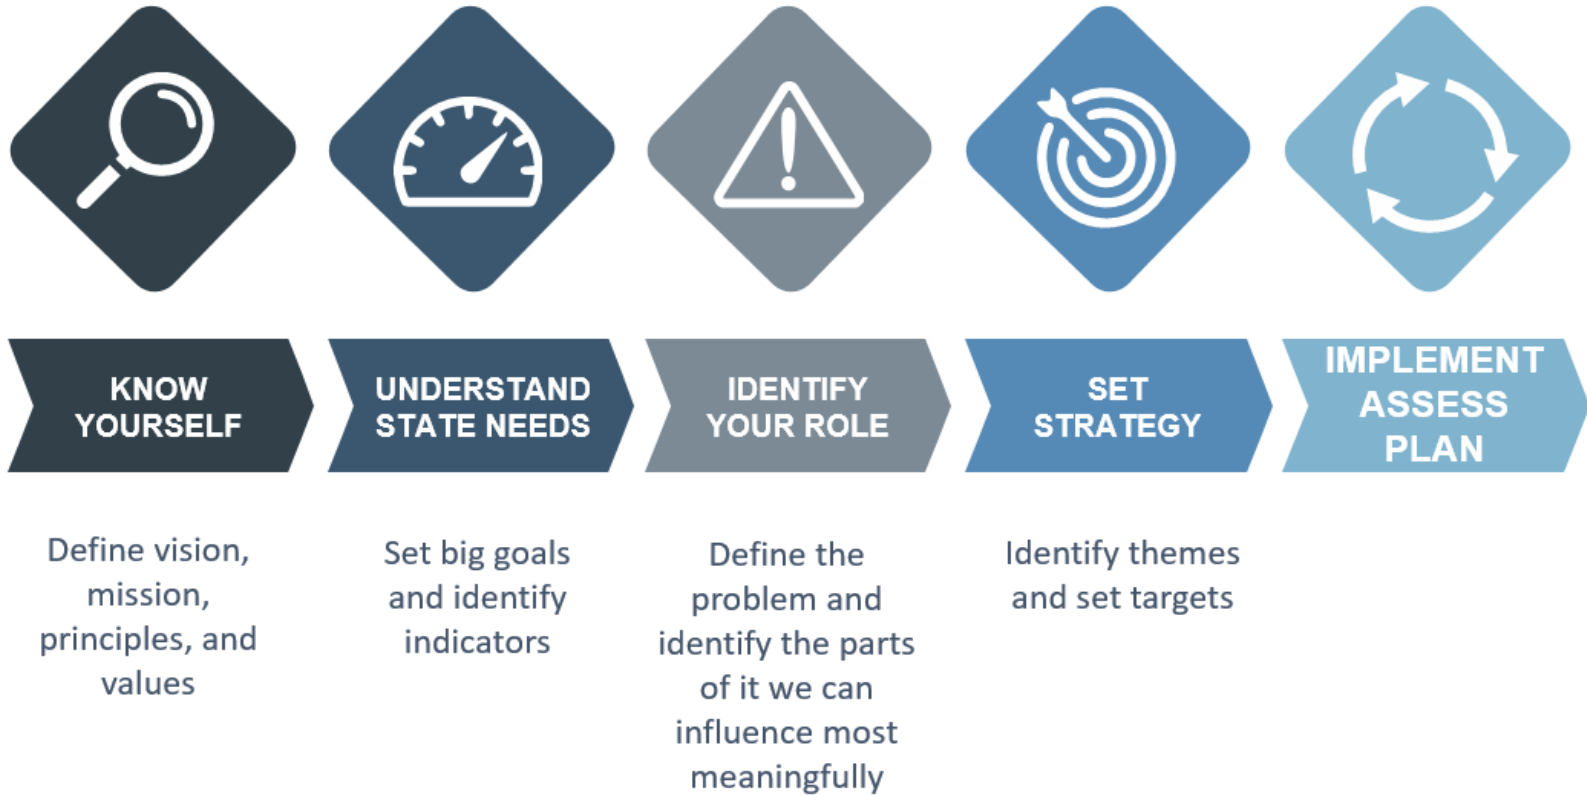 KNOW
YOURSELF
UNDERSTAND
STATE NEEDS
IDENTIFY
YOUR ROLE
SET
STRATEGY
IMPLEMENT
ASSESS
PLAN
Define vision,
mission,
principles, and
values
Set big goals
and identify
indicators
Define the
problem and
identify the parts
of it we can
influence most
meaningfully
Identify themes
and set targets